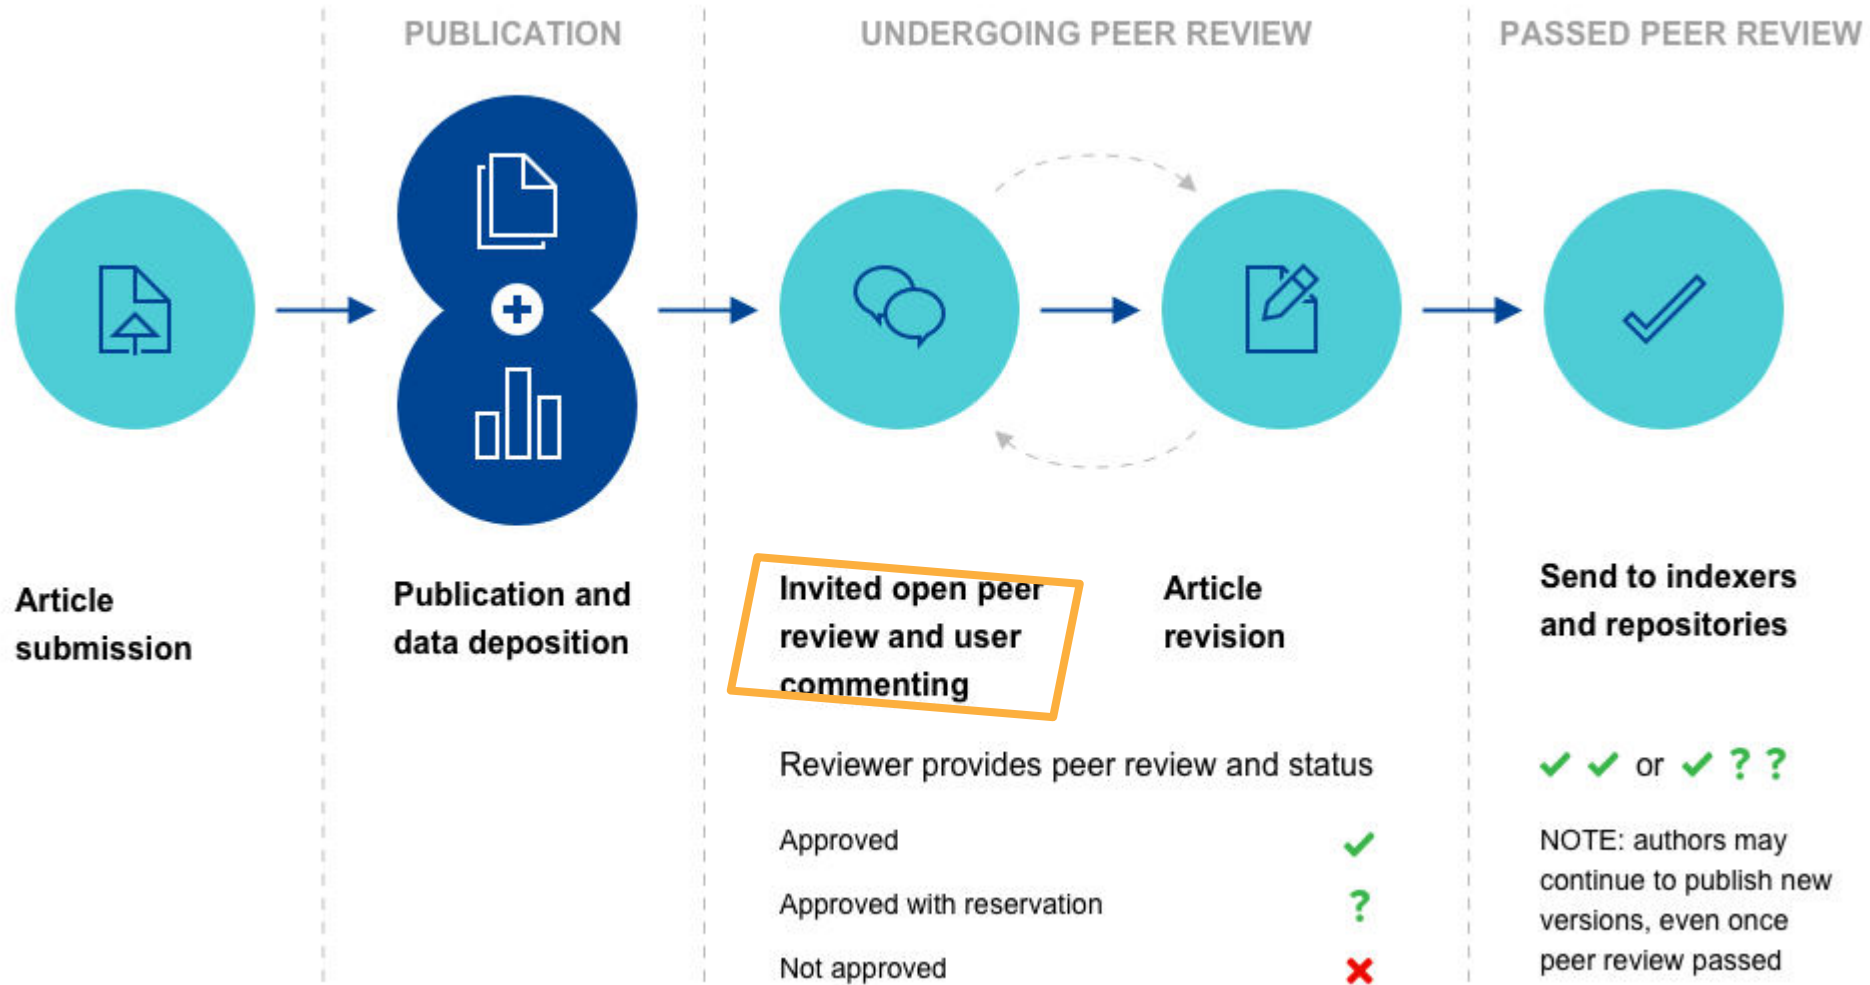 PUBLICATION
UNDERGOING PEER REVIEW
PASSED PEER REVIEW
Article
submission
Publication and
data deposition
Invited open peer
review and user
commenting
Article
revision
Send to indexers
and repositories
Reviewer provides peer review and status
Approved
Approved with reservation
?
Not approved
or
? ?
NOTE: authors may
continue to publish new
versions, even once
peer review passed